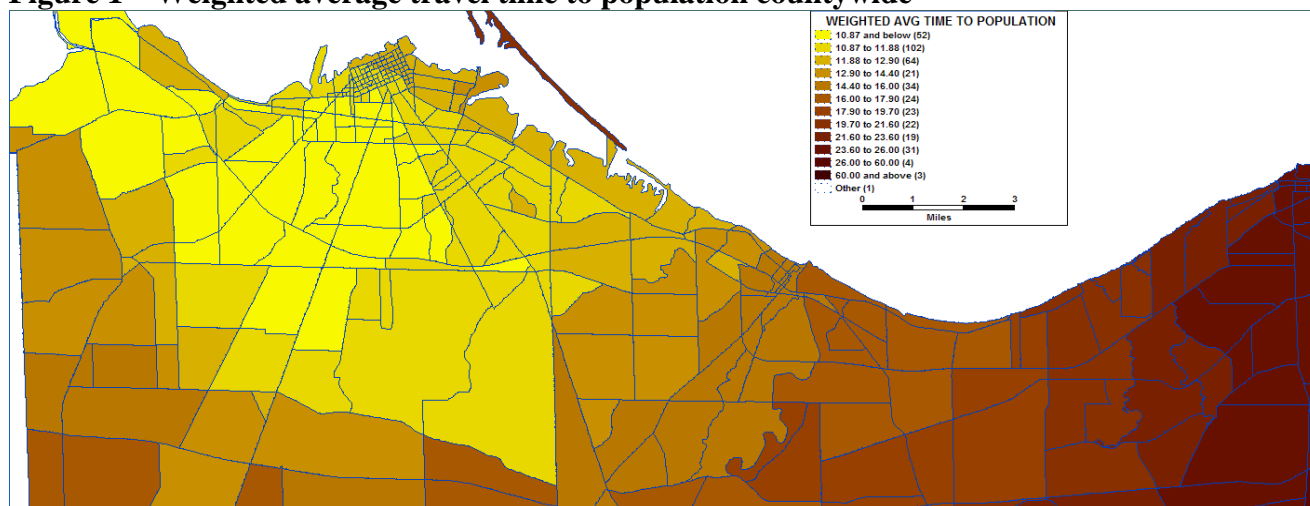 Figure 1 – Weighted average travel time to population countywide
WEIGHTED AVG TIME TO POPULATION
10.87 and below (52)
10.87 to 11.88 (102)
11.88 to 12.90 (64)
12.90 to 14.40 (21)
14.40 to 16.00 (34)
16.00 to 17.90 (24)
17.90 to 19.70 (23)
19.70 to 21.60 (22)
21.60 to 23.60 (19)
23.60 to 26.00 (31)
26.00 to 60.00 (4)
60.00 and above (3)
Other (1)
0 1 2 3
Miles